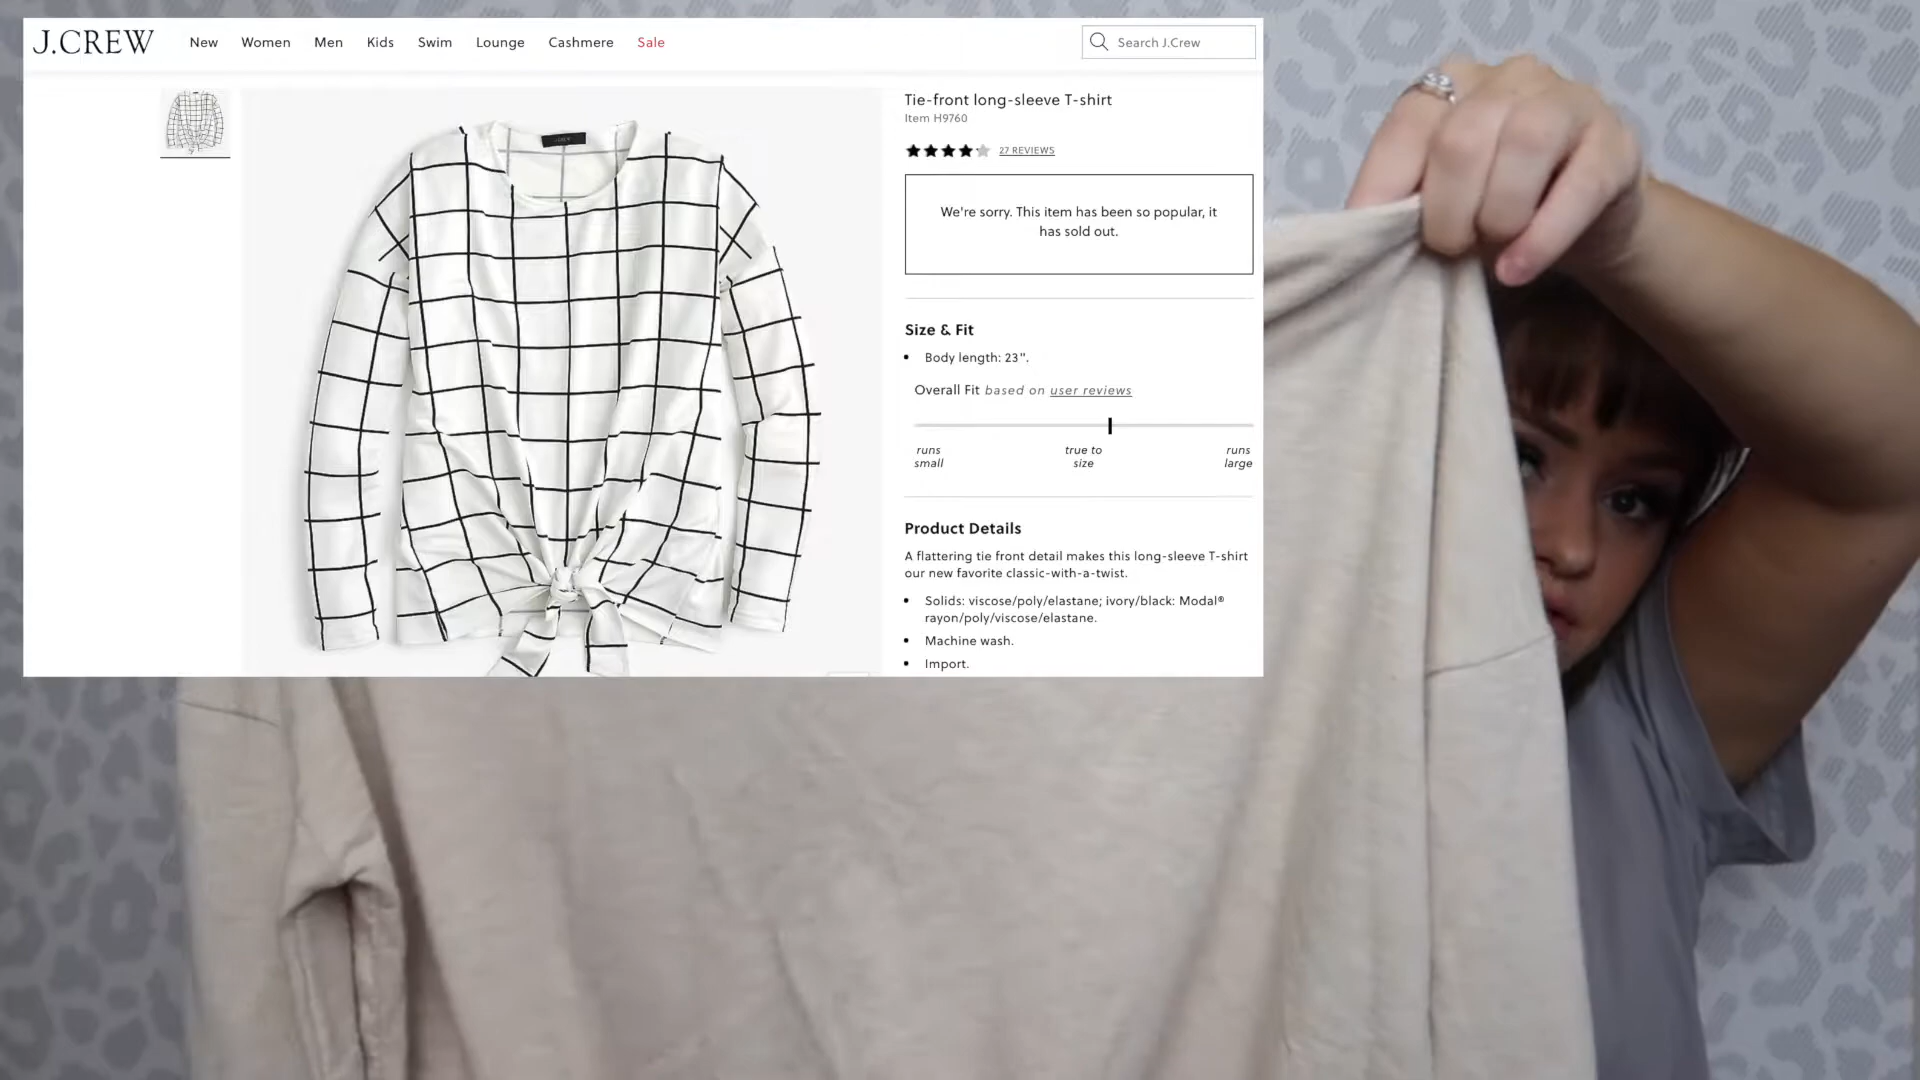 J.CREW
New Women Men Kids Swim Lounge Cashmere Sale
Search J.Crew
Tie-front long-sleeve T-shirt
Item H9760
27 REVIEWS
We're sorry. This item has been so popular, it
has sold out.
Size & Fit
• Body length: 23".
Overall Fit based on user reviews
runs
small
true to
size
runs
large
Product Details
A flattering tie front detail makes this long-sleeve T-shirt
our new favorite classic-with-a-twist.
• Solids: viscose/poly/elastane; ivory/black: Modal®
rayon/poly/viscose/elastane.
• Machine wash.
• Import.